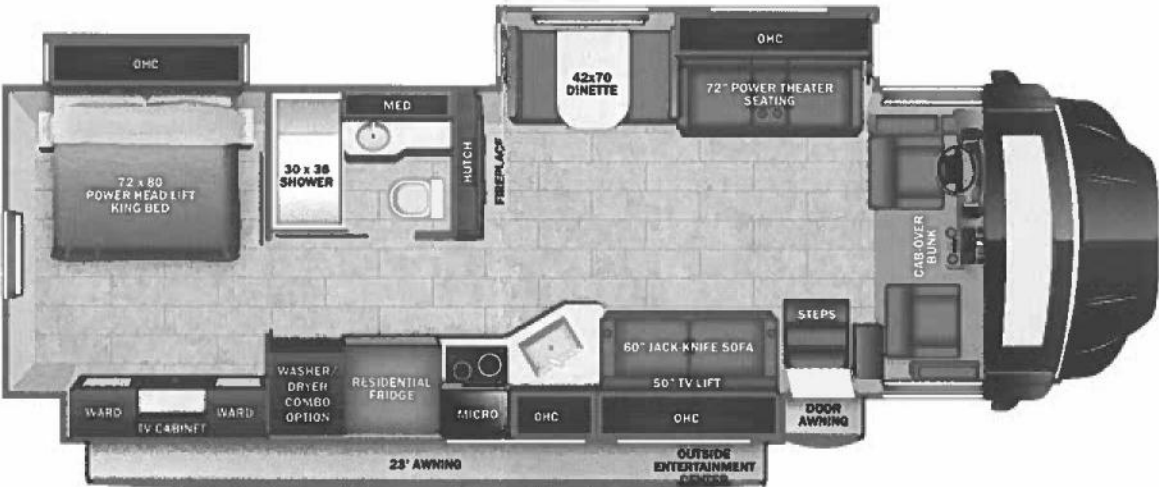 OHC
OHC
42x70
DINETTE
72" POWER THEATER
SEATING
MED
HUTCH
FIREPLACE
30 x 36
SHOWER
72 x 80
POWER HEAD LIFT
KING BED
CAB-OVER
BUNK
STEPS
60" JACK-KNIFE SOFA
50" TV LIFT
WASHER/
DRYER
COMBO
OPTION
RESIDENTIAL
FRIDGE
WARD
WARD
TV CABINET
MICRO
OHC
OHC
DOOR
AWNING
23' AWNING
OUTSIDE
ENTERTAINMENT
CENTER